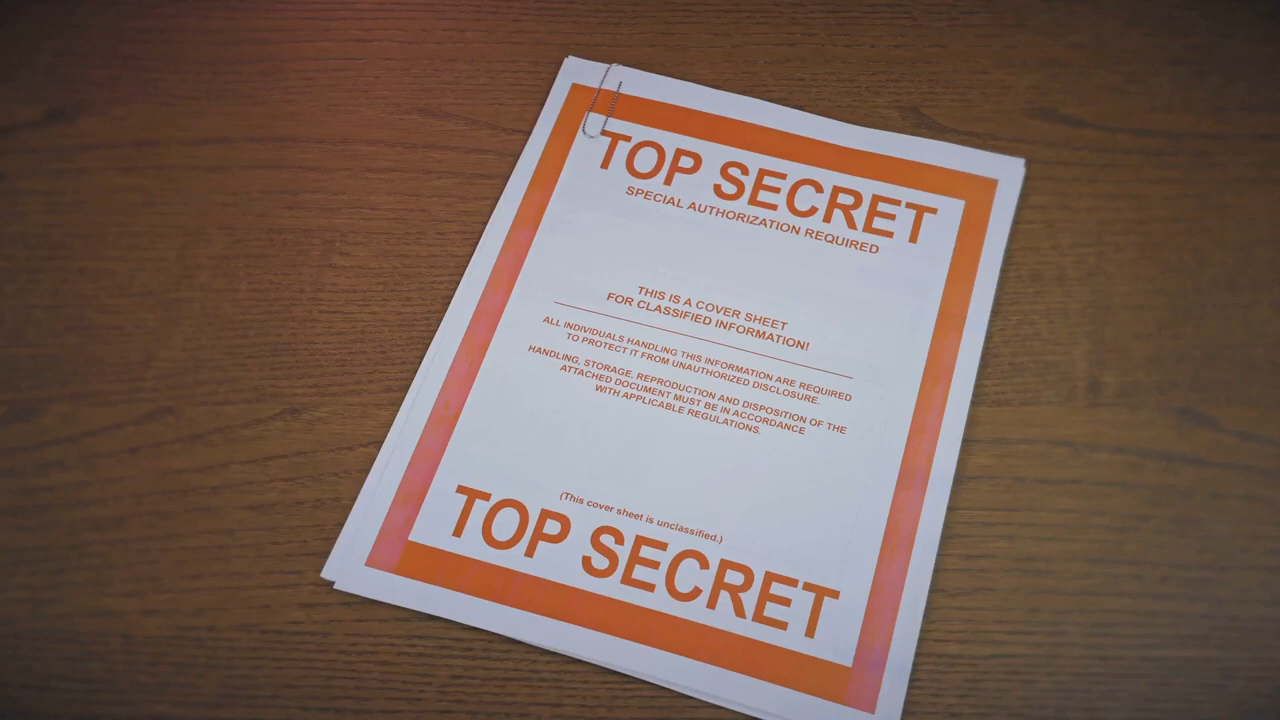 TOP SECRET
SPECIAL AUTHORIZATION REQUIRED
THIS IS A COVER SHEET
FOR CLASSIFIED INFORMATION!
ALL INDIVIDUALS HANDLING THIS INFORMATION ARE REQUIRED
TO PROTECT IT FROM UNAUTHORIZED DISCLOSURE.
HANDLING, STORAGE, REPRODUCTION AND DISPOSITION OF THE
ATTACHED DOCUMENT MUST BE IN ACCORDANCE
WITH APPLICABLE REGULATIONS.
(This cover sheet is unclassified.)
TOP SECRET